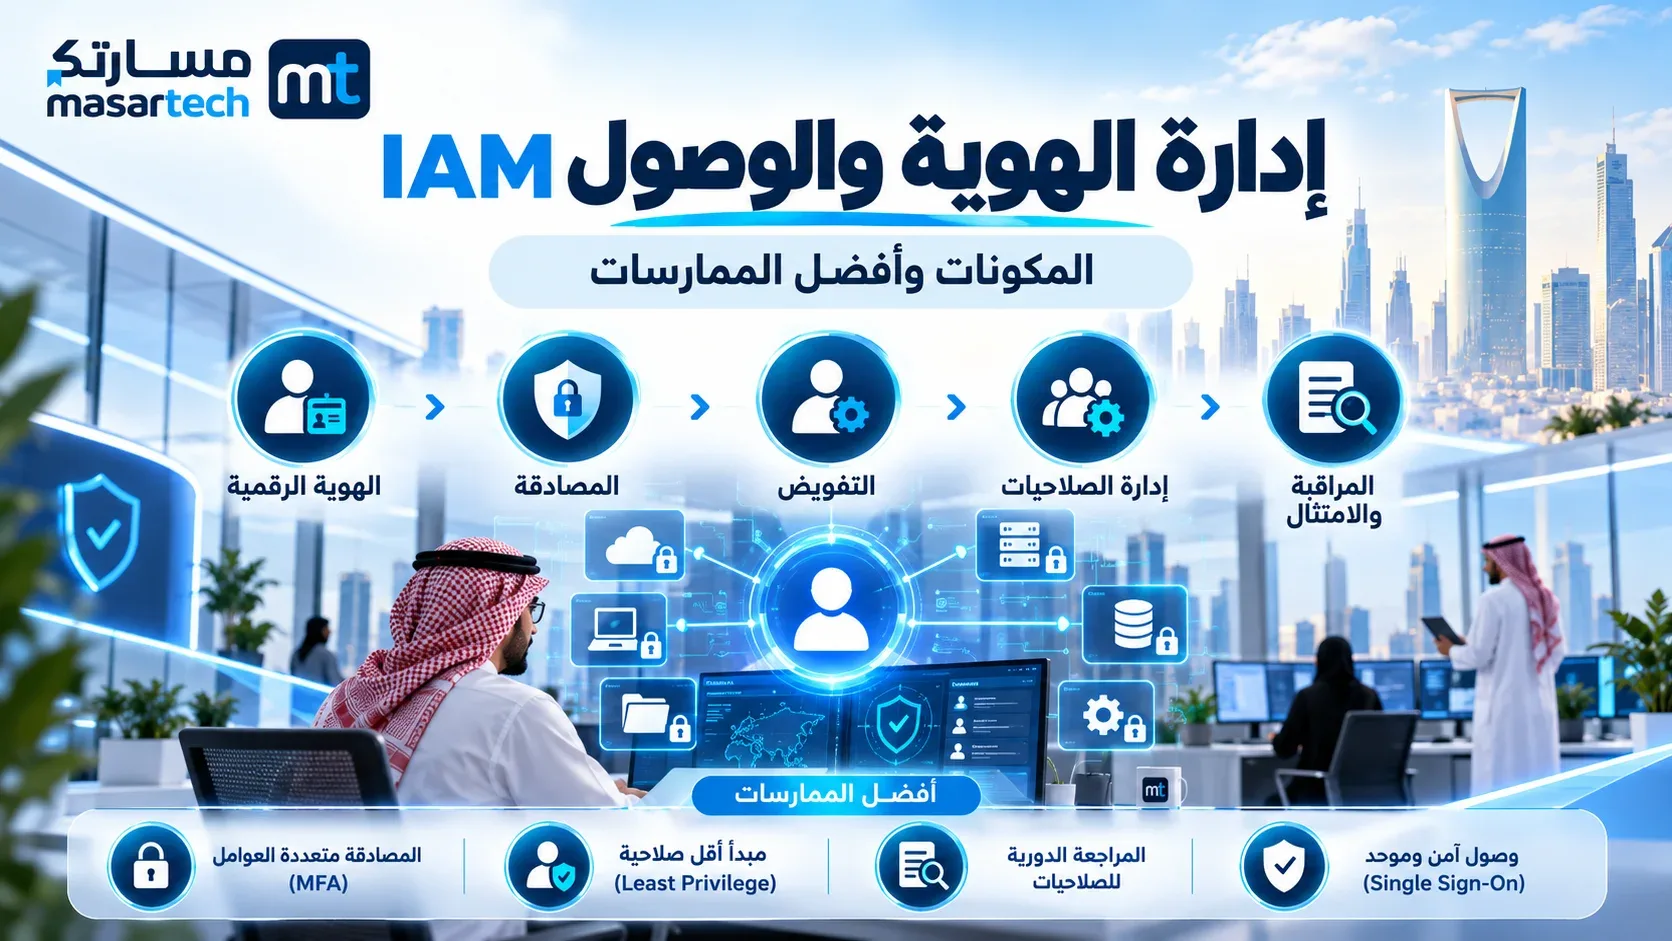 مسارتك
masartech
mt
إدارة الهوية والوصول IAM
المكونات وأفضل الممارسات
الهوية الرقمية
المصادقة
التفويض
إدارة الصلاحيات
المراقبة
والامتثال
mt
أفضل الممارسات
المصادقة متعددة العوامل
(MFA)
مبدأ أقل صلاحية
(Least Privilege)
المراجعة الدورية
للصلاحيات
وصول آمن وموحد
(Single Sign-On)